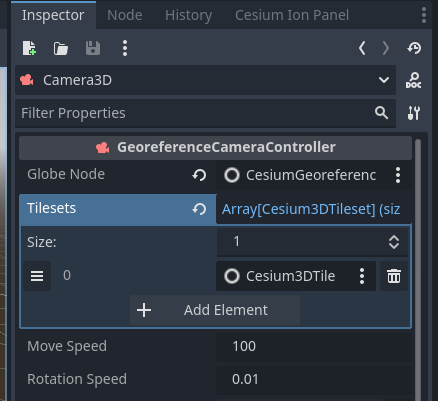 Inspector Node History Cesium Ion Panel
Camera3D
DOC
Filter Properties
GeoreferenceCameraController
Globe Node CesiumGeoreferenc
Tilesets Array[Cesium3DTileset] (siz
Size: 1
0 Cesium3DTile
Add Element
Move Speed 100
Rotation Speed 0.01